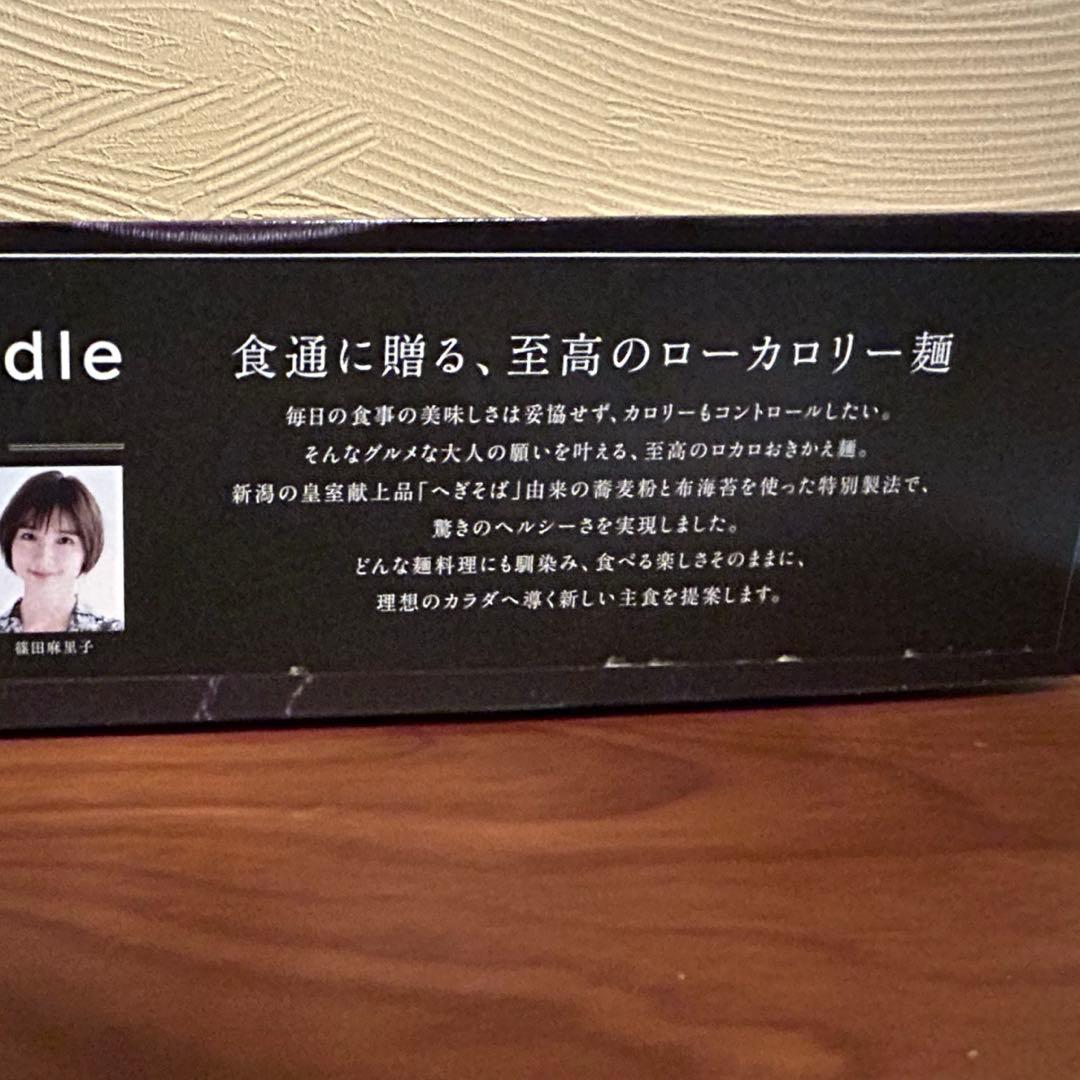 dle
食通に贈る、至高のローカロリー麺
毎日の食事の美味しさは妥協せず、カロリーもコントロールしたい。
そんなグルメな大人の願いを叶える、至高のロカロおきかえ麺。
新潟の皇室献上品「へぎそば」由来の蕎麦粉と布海苔を使った特別製法で、
驚きのヘルシーさを実現しました。
どんな麺料理にも馴染み、食べる楽しさそのままに、
理想のカラダへ導く新しい主食を提案します。
篠田麻里子